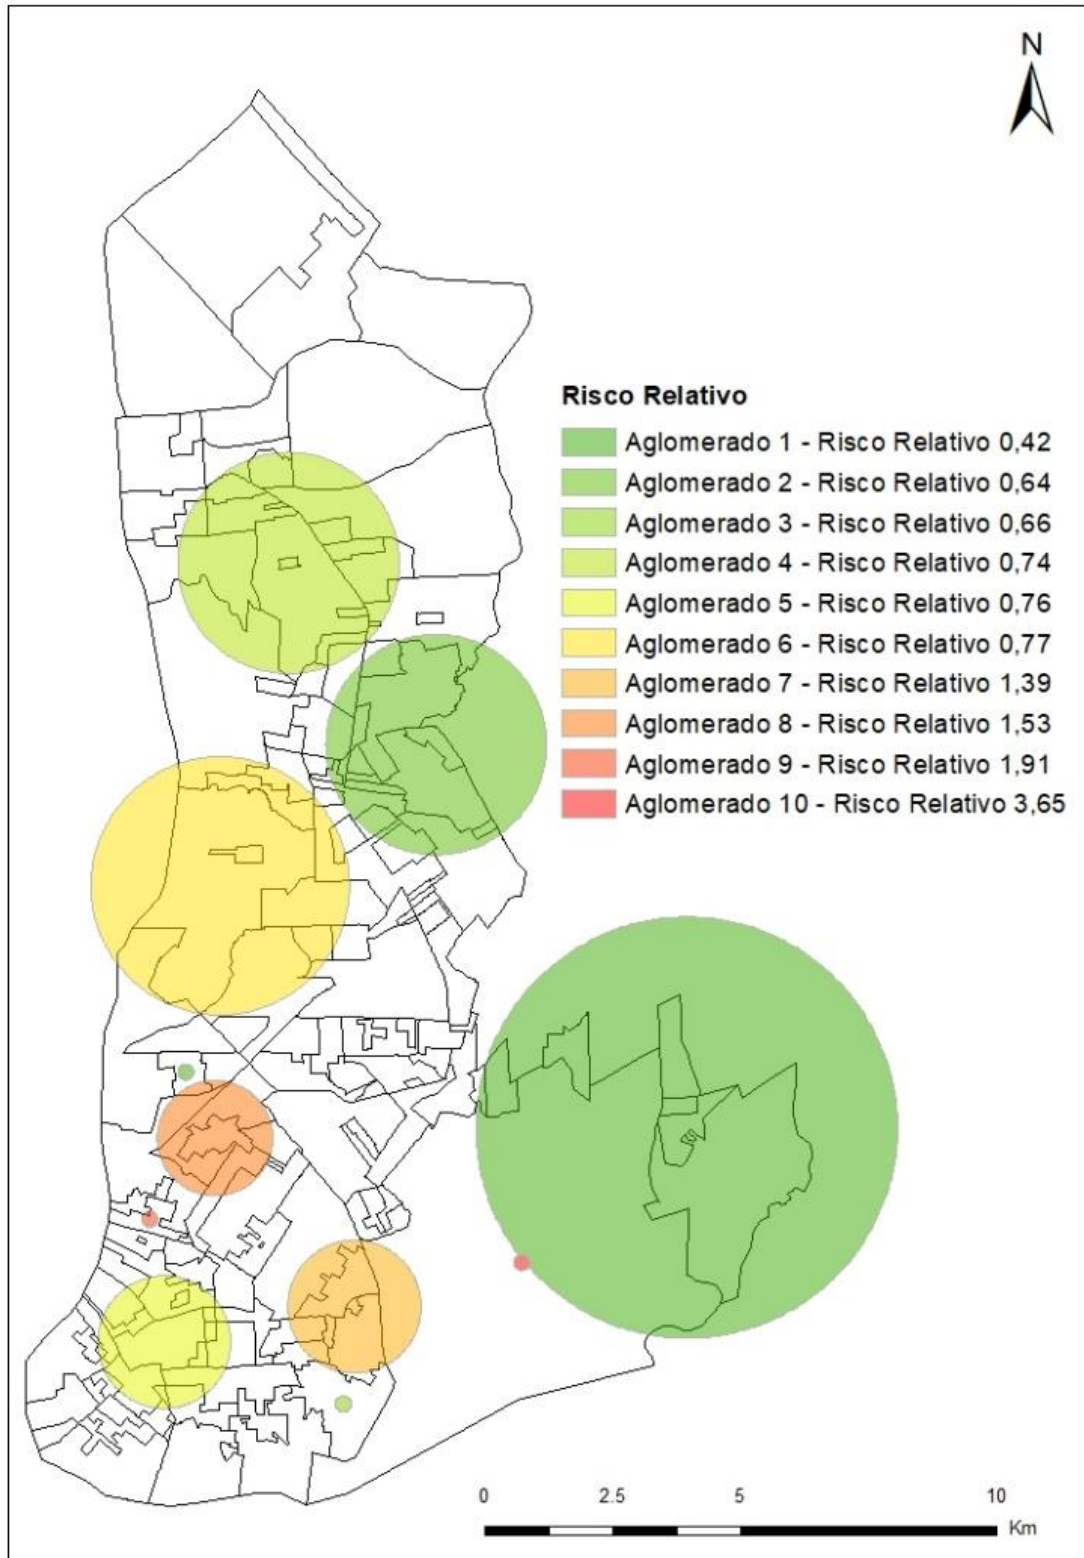 N
Risco Relativo
Aglomerado 1 - Risco Relativo 0,42
Aglomerado 2 - Risco Relativo 0,64
Aglomerado 3 - Risco Relativo 0,66
Aglomerado 4 - Risco Relativo 0,74
Aglomerado 5 - Risco Relativo 0,76
Aglomerado 6 - Risco Relativo 0,77
Aglomerado 7 - Risco Relativo 1,39
Aglomerado 8 - Risco Relativo 1,53
Aglomerado 9 - Risco Relativo 1,91
Aglomerado 10 - Risco Relativo 3,65
0 2.5 5 10
Km